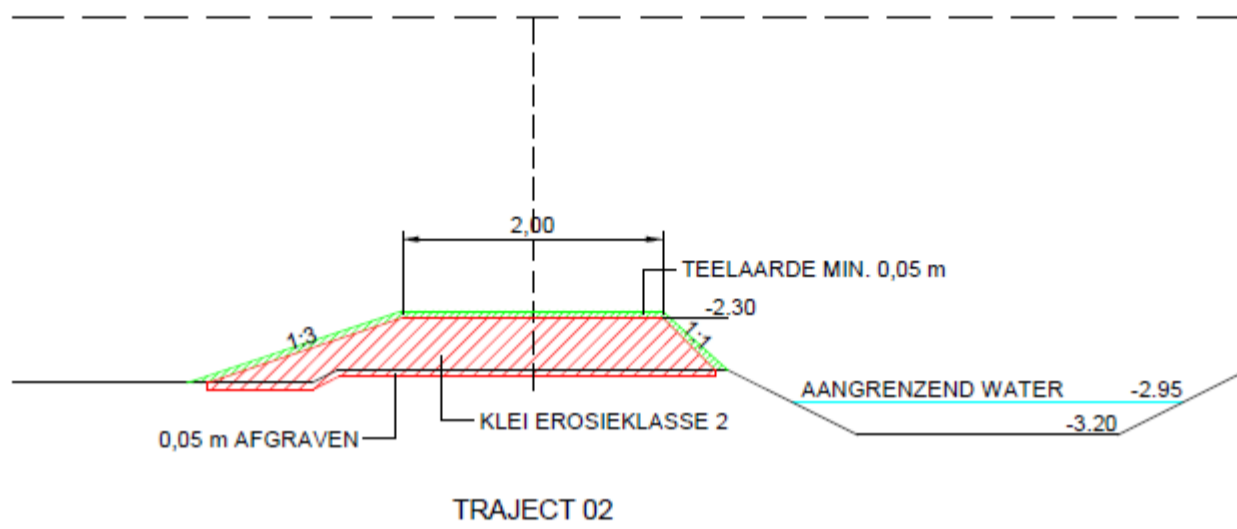 2,00
TEELAARDE MIN. 0,05 m
-2.30
1:3
1:1
AANGRENZEND WATER -2.95
-3.20
KLEI EROSIEKLASSE 2
0,05 m AFGRAVEN
TRAJECT 02